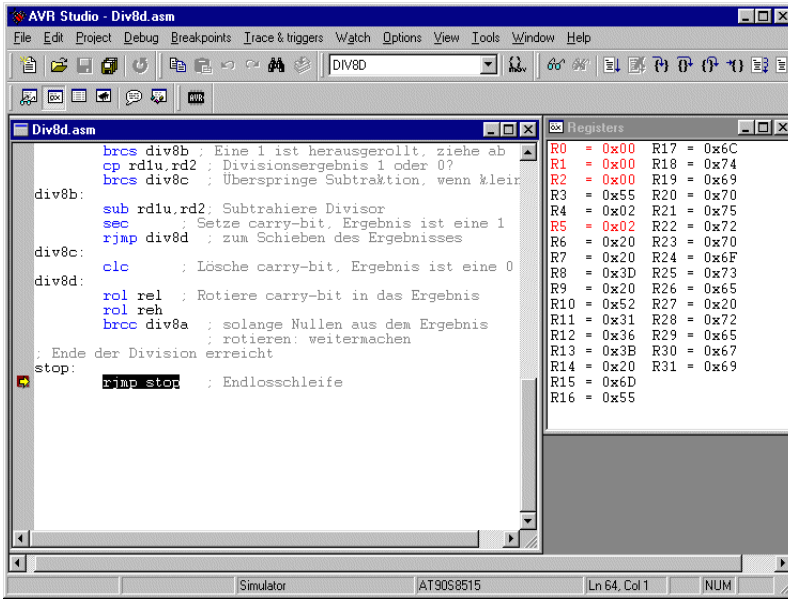 AVR Studio - Div8d.asm
File Edit Project Debug Breakpoints Trace & triggers Watch Options View Tools Window Help
DIV8D
AVR
Div8d.asm
brcs div8b ; Eine 1 ist herausgerollt, ziehe ab
cp rd1u,rd2 ; Divisionsergebnis 1 oder 0?
brcs div8c ; Überspringe Subtraktion, wenn klein
div8b:
sub rd1u,rd2; Subtrahiere Divisor
sec ; Setze carry-bit, Ergebnis ist eine 1
rjmp div8d ; zum Schieben des Ergebnisses
div8c:
clc ; Lösche carry-bit, Ergebnis ist eine 0
div8d:
rol rel ; Rotiere carry-bit in das Ergebnis
rol reh
brcc div8a ; solange Nullen aus dem Ergebnis
; rotieren: weitermachen
; Ende der Division erreicht
stop:
rjmp stop ; Endlosschleife
Registers
R0 = 0x00 R17 = 0x6C
R1 = 0x00 R18 = 0x74
R2 = 0x00 R19 = 0x69
R3 = 0x55 R20 = 0x70
R4 = 0x02 R21 = 0x75
R5 = 0x02 R22 = 0x72
R6 = 0x20 R23 = 0x70
R7 = 0x20 R24 = 0x6F
R8 = 0x3D R25 = 0x73
R9 = 0x20 R26 = 0x65
R10 = 0x52 R27 = 0x20
R11 = 0x31 R28 = 0x72
R12 = 0x36 R29 = 0x65
R13 = 0x3B R30 = 0x67
R14 = 0x20 R31 = 0x69
R15 = 0x6D
R16 = 0x55
Simulator AT90S8515 Ln 64, Col 1 NUM